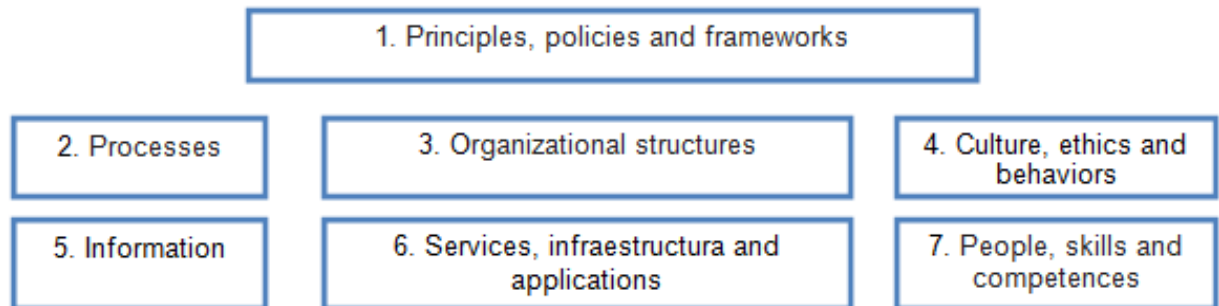 1. Principles, policies and frameworks
2. Processes
3. Organizational structures
4. Culture, ethics and
behaviors
5. Information
6. Services, infraestructura and
applications
7. People, skills and
competences